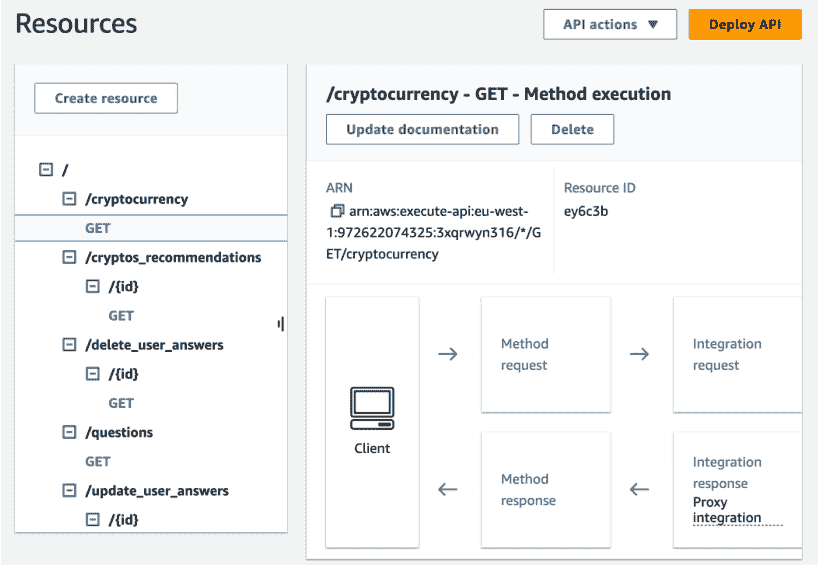 Resources
API actions ▼
Deploy API
Create resource
/
/cryptocurrency
GET
/cryptos_recommendations
/{id}
GET
/delete_user_answers
/{id}
GET
/questions
GET
/update_user_answers
/{id}
/cryptocurrency - GET - Method execution
Update documentation
Delete
ARN
arn:aws:execute-api:eu-west-
1:972622074325:3xqrwyn316/*/G
ET/cryptocurrency
Resource ID
ey6c3b
Client
Method
request
Integration
request
Method
response
Integration
response
Proxy
integration